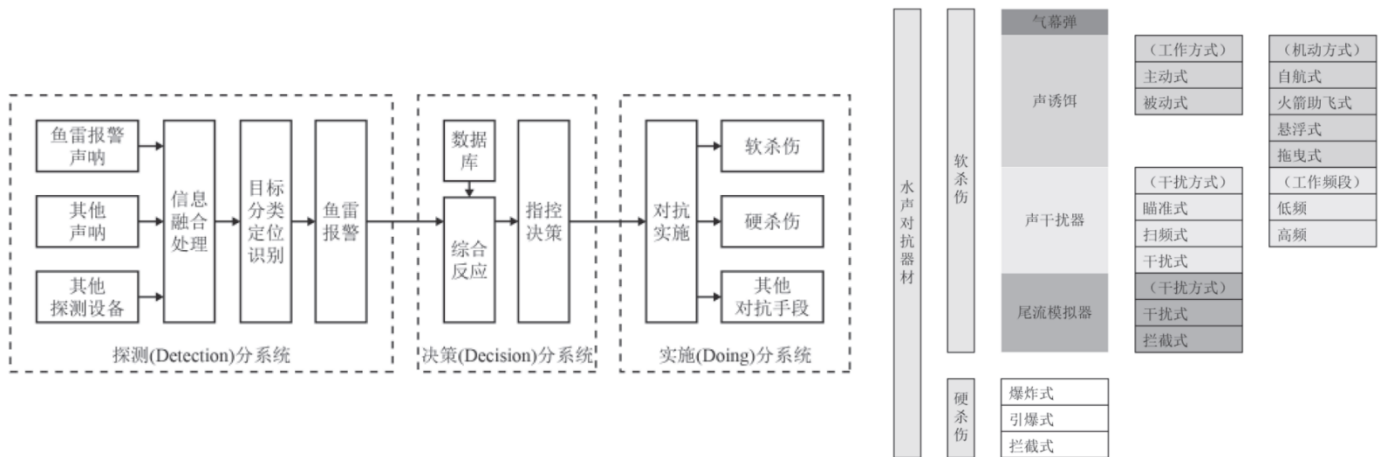 鱼雷报警
声呐
其他
声呐
其他
探测设备
信息
融合
处理
目标
分类
定位
识别
鱼雷
报警
探测(Detection)分系统
数据
库
综合
反应
指控
决策
决策(Decision)分系统
对抗
实施
软杀伤
硬杀伤
其他
对抗手段
实施(Doing)分系统
水声对抗器材
软杀伤
气幕弹
声诱饵
（工作方式）
主动式
被动式
（机动方式）
自航式
火箭助飞式
悬浮式
拖曳式
声干扰器
（干扰方式）
瞄准式
扫频式
干扰式
（工作频段）
低频
高频
尾流模拟器
（干扰方式）
干扰式
拦截式
硬杀伤
爆炸式
引爆式
拦截式